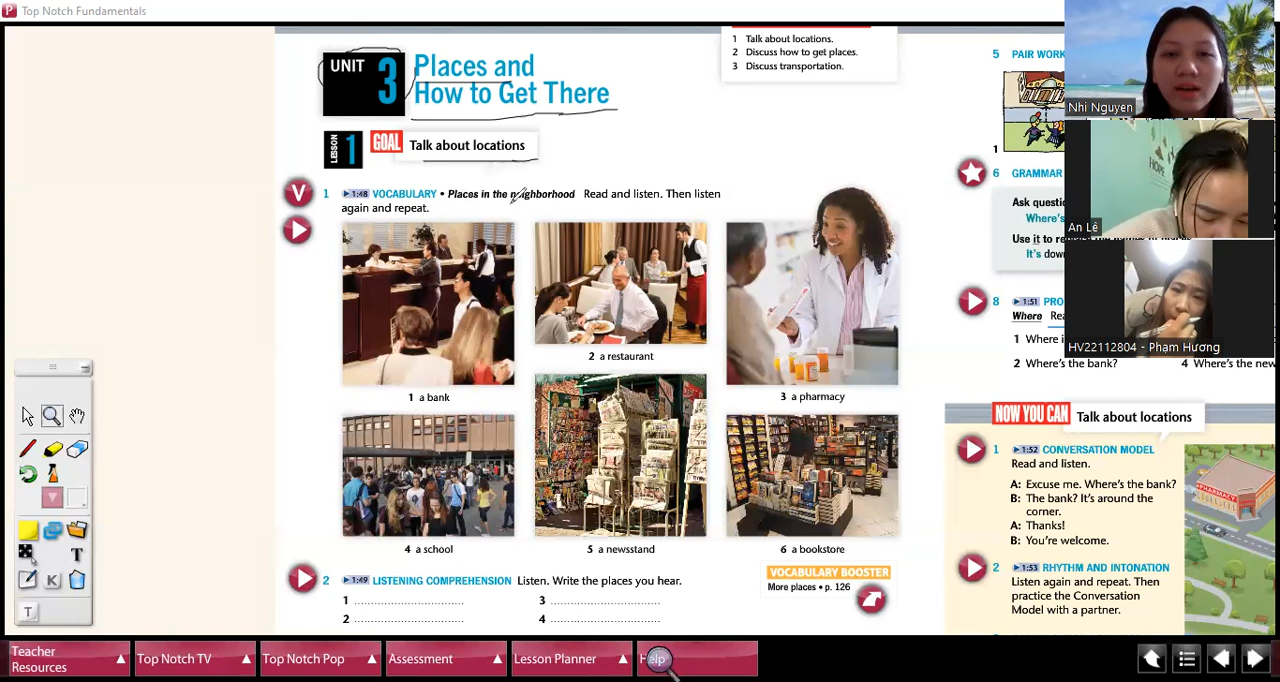 Top Notch Fundamentals
1 Talk about locations.
2 Discuss how to get places.
3 Discuss transportation.
UNIT 3
Places and
How to Get There
LESSON 1
GOAL Talk about locations
V 1 1:48 VOCABULARY • Places in the neighborhood Read and listen. Then listen
again and repeat.
1 a bank
2 a restaurant
3 a pharmacy
4 a school
5 a newsstand
6 a bookstore
2 1:49 LISTENING COMPREHENSION Listen. Write the places you hear.
1
3
2
4
VOCABULARY BOOSTER
More places • p. 126
5 PAIR WORK
1
6 GRAMMAR
Ask
Where's
Use it to
It's down
8 1:51
Where
1 Where
2 Where's the bank?
4 Where's the new
NOW YOU CAN Talk about locations
1 1:52 CONVERSATION MODEL
Read and listen.
A: Excuse me. Where's the bank?
B: The bank? It's around the
corner.
A: Thanks!
B: You're welcome.
2 1:53 RHYTHM AND INTONATION
Listen again and repeat. Then
practice the Conversation
Model with a partner.
PHARMACY
Nhi Nguyen
HOPE
An Lê
HV22112804 - Phạm Hương
T
K
T
Teacher
Resources
Top Notch TV
Top Notch Pop
Assessment
Lesson Planner
Help